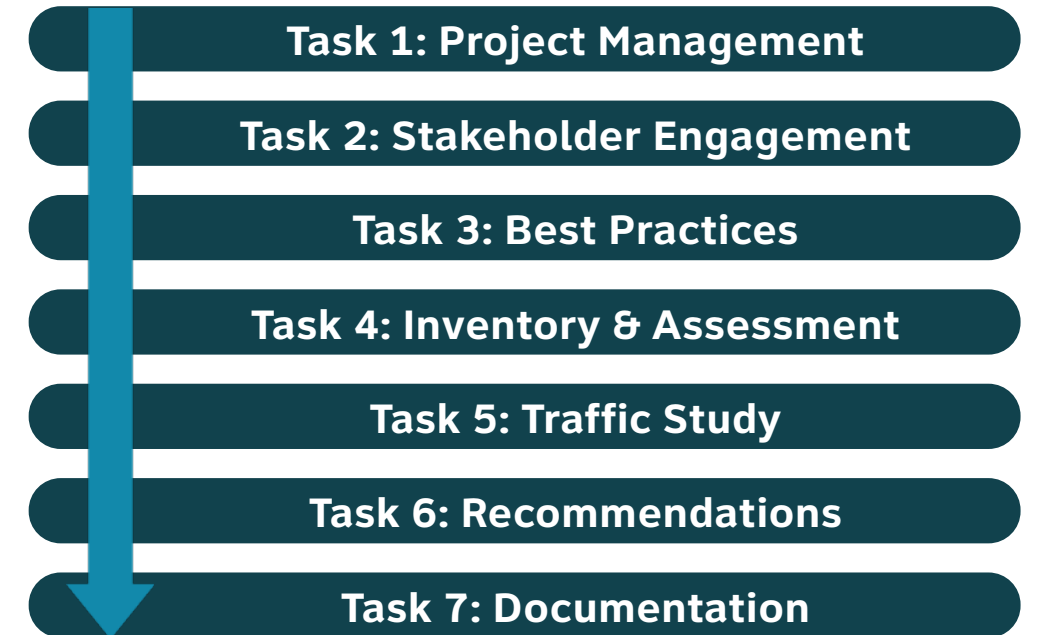 Task 1: Project Management
Task 2: Stakeholder Engagement
Task 3: Best Practices
Task 4: Inventory & Assessment
Task 5: Traffic Study
Task 6: Recommendations
Task 7: Documentation